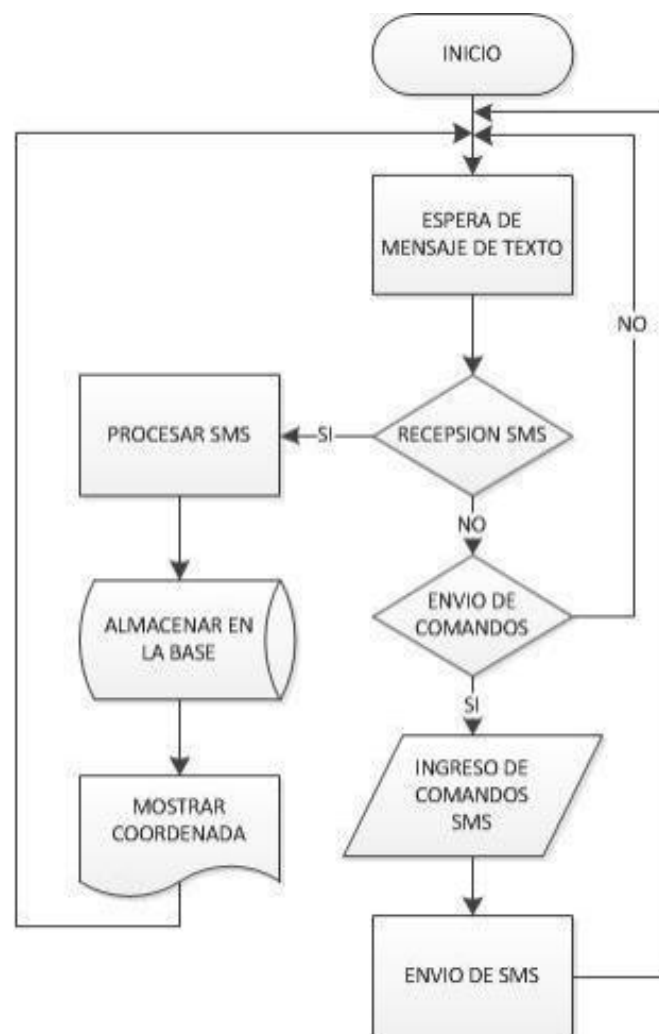 INICIO
ESPERA DE
MENSAJE DE TEXTO
NO
PROCESAR SMS
SI
RECEPSION SMS
NO
ALMACENAR EN
LA BASE
ENVIO DE
COMANDOS
SI
MOSTRAR
COORDENADA
INGRESO DE
COMANDOS
SMS
ENVIO DE SMS